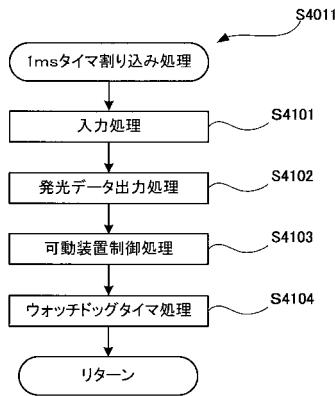 S4011
1msタイマ割り込み処理
入力処理
S4101
発光データ出力処理
S4102
可動装置制御処理
S4103
ウォッチドッグタイマ処理
S4104
リターン